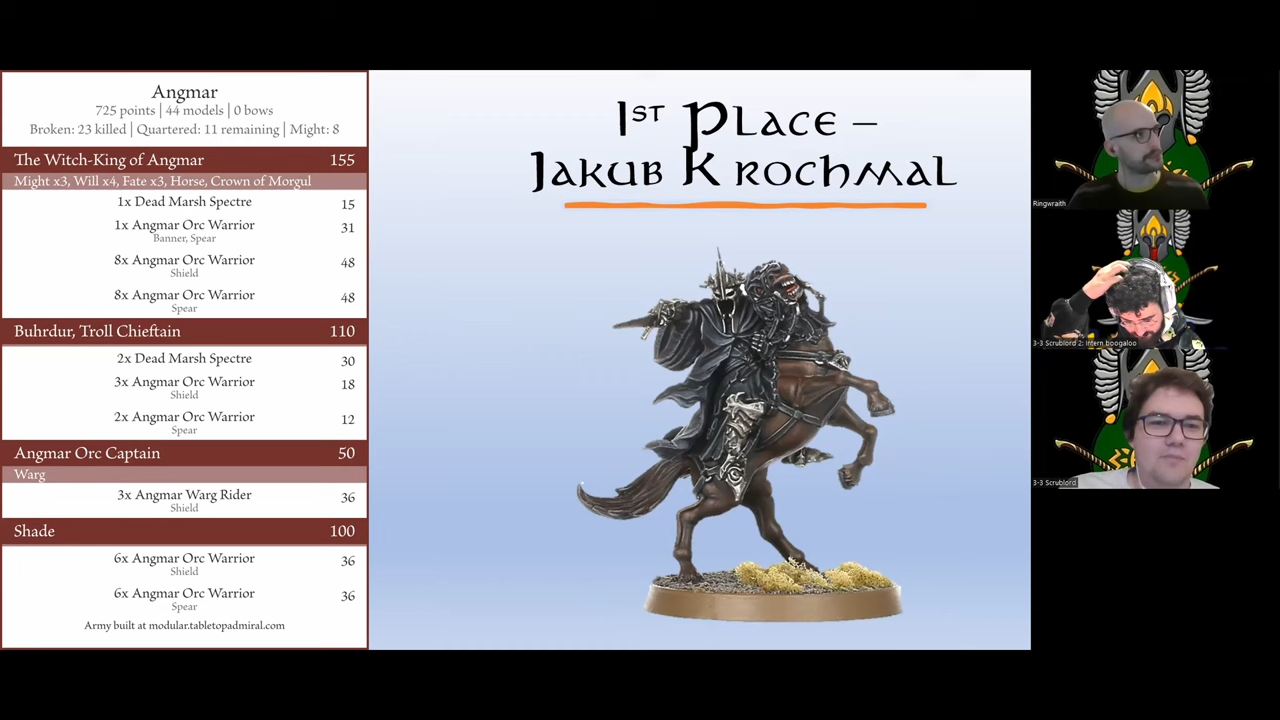 Angmar
725 points | 44 models | 0 bows
Broken: 23 killed | Quartered: 11 remaining | Might: 8
The Witch-King of Angmar 155
Might x3, Will x4, Fate x3, Horse, Crown of Morgul
1x Dead Marsh Spectre 15
1x Angmar Orc Warrior 31
Banner, Spear
8x Angmar Orc Warrior 48
Shield
8x Angmar Orc Warrior 48
Spear
Buhrdur, Troll Chieftain 110
2x Dead Marsh Spectre 30
3x Angmar Orc Warrior 18
Shield
2x Angmar Orc Warrior 12
Spear
Angmar Orc Captain 50
Warg
3x Angmar Warg Rider 36
Shield
Shade 100
6x Angmar Orc Warrior 36
Shield
6x Angmar Orc Warrior 36
Spear
Army built at modular.tabletopadmiral.com
1st Place –
Jakub Krochmal
Ringwraith
3-3 Scrublord 2: Intern boogaloo
3-3 Scrublord